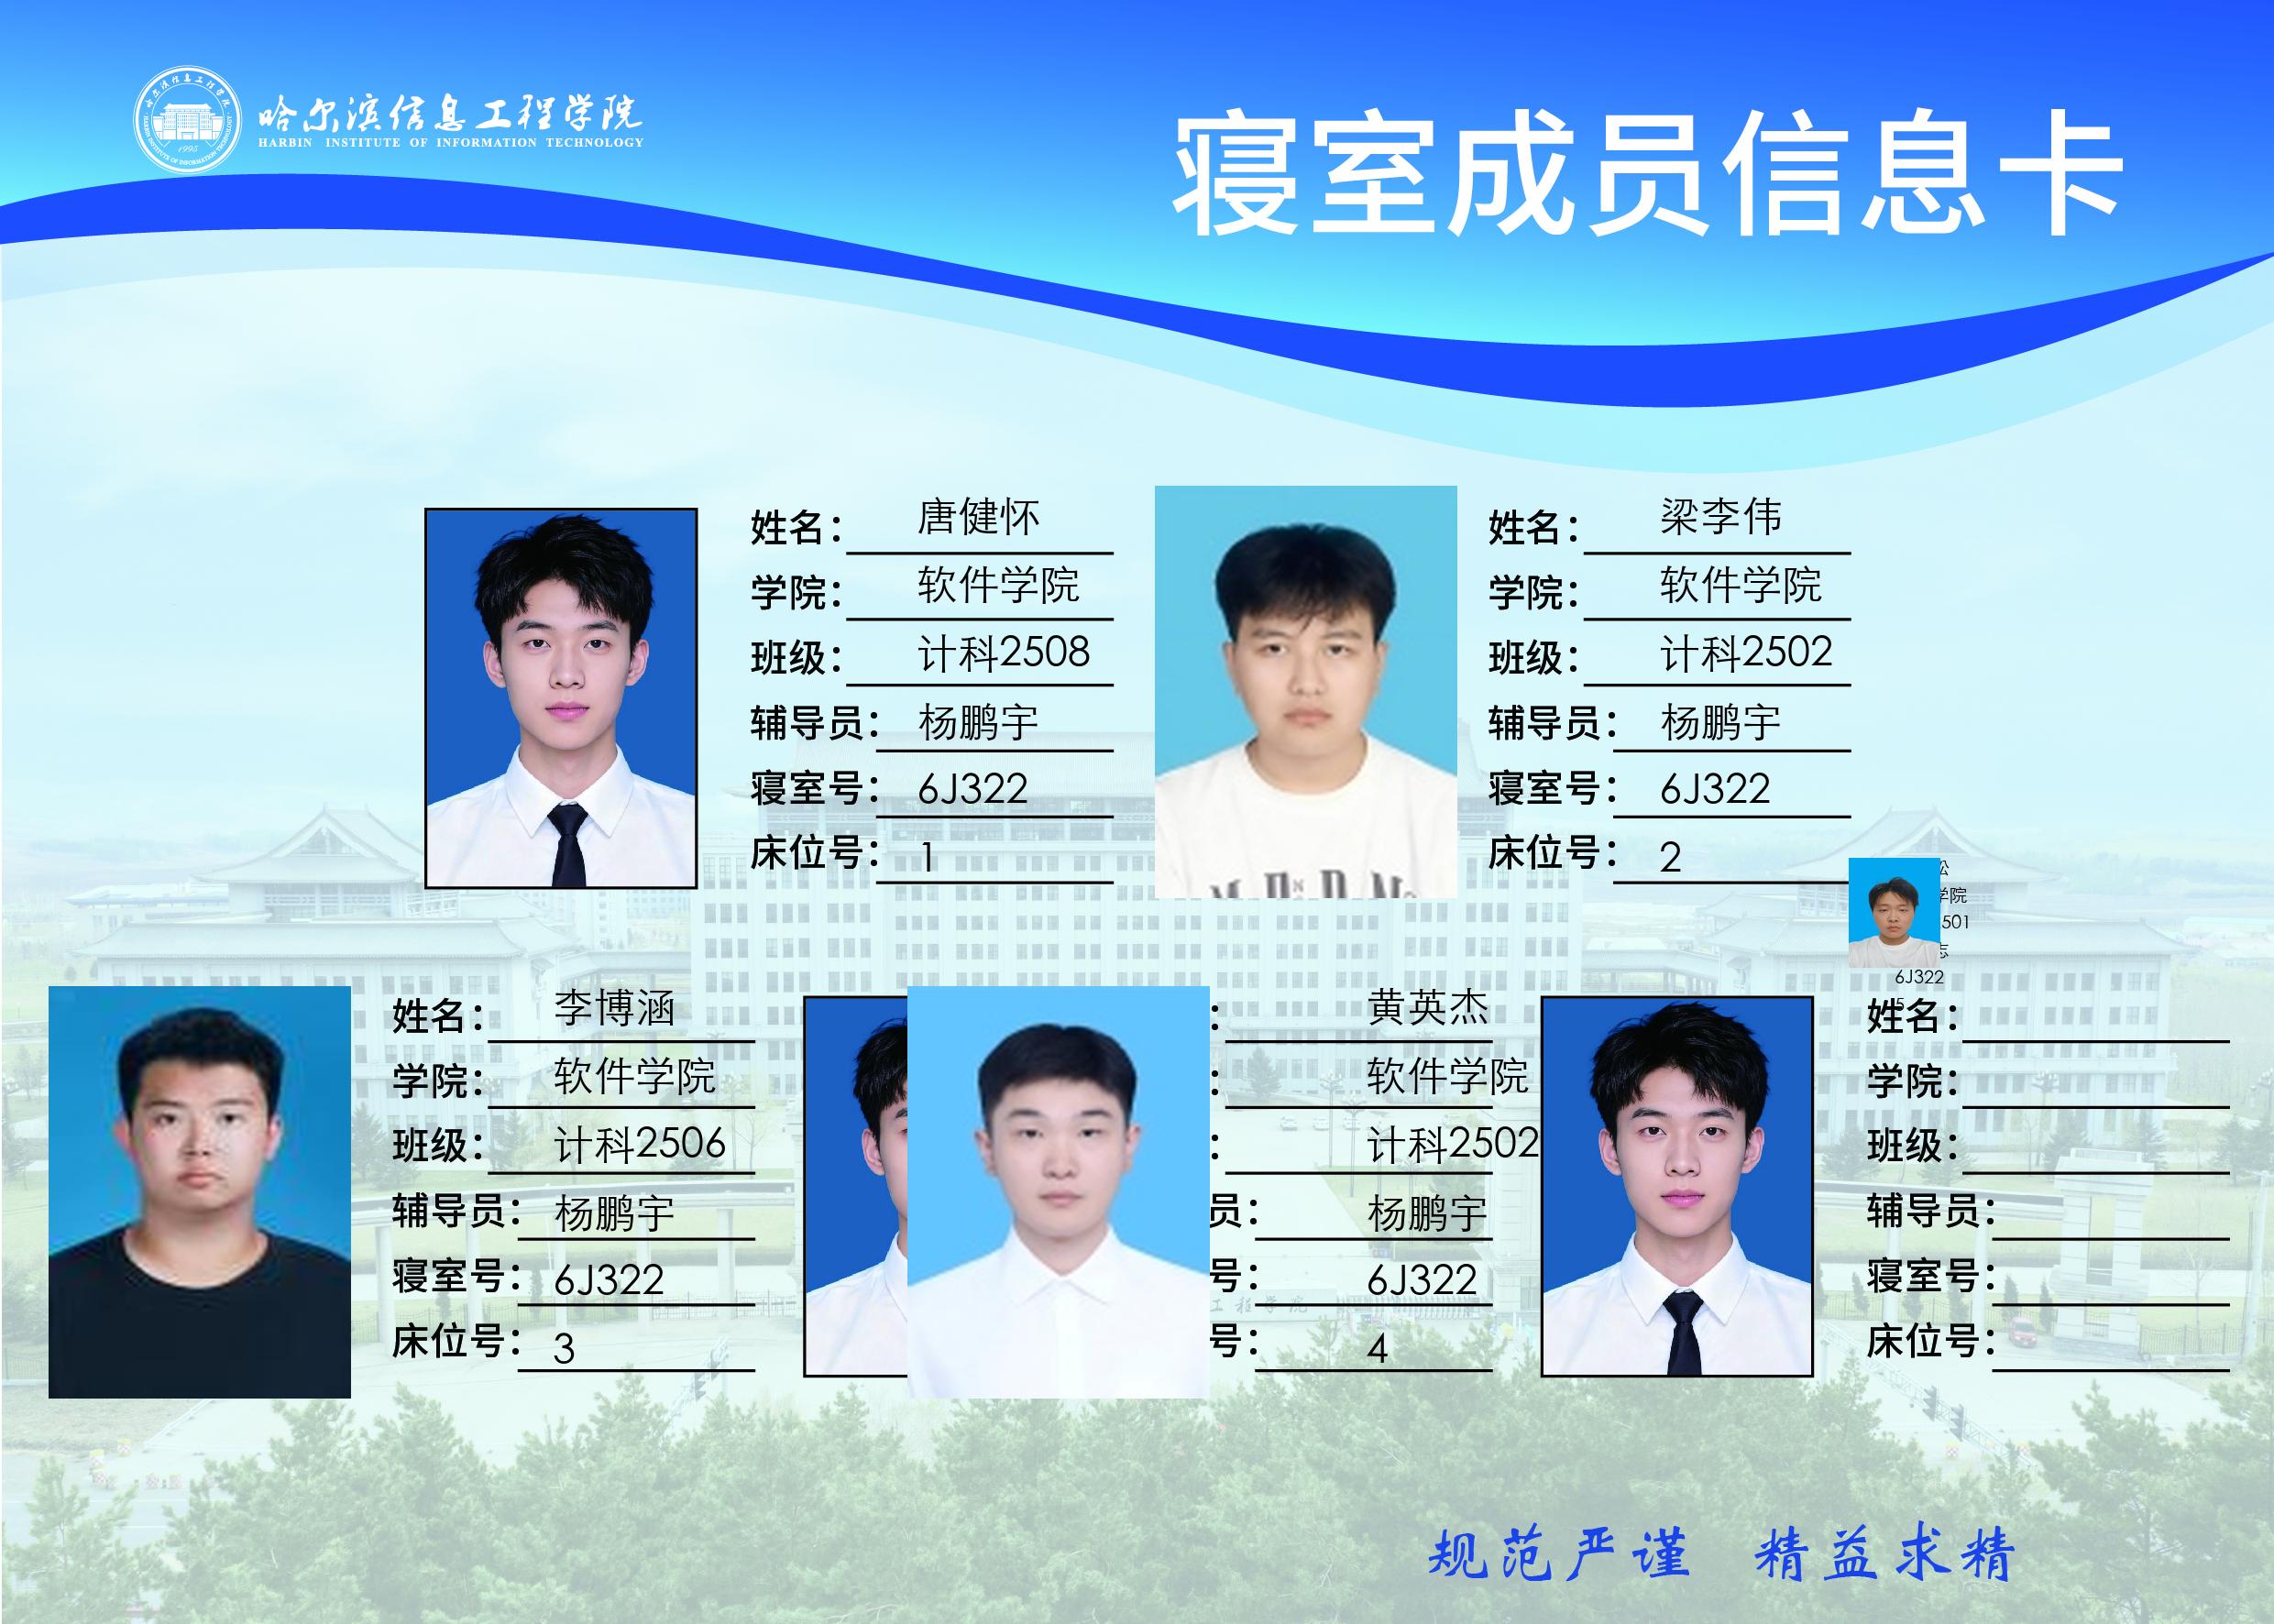 哈尔滨信息工程学院
HARBIN INSTITUTE OF INFORMATION TECHNOLOGY
1995
寝室成员信息卡
姓名： 唐健怀
学院： 软件学院
班级： 计科2508
辅导员： 杨鹏宇
寝室号： 6J322
床位号： 1
姓名： 梁李伟
学院： 软件学院
班级： 计科2502
辅导员： 杨鹏宇
寝室号： 6J322
床位号： 2
姓名： 李博涵
学院： 软件学院
班级： 计科2506
辅导员： 杨鹏宇
寝室号： 6J322
床位号： 3
： 黄英杰
： 软件学院
： 计科2502
员： 杨鹏宇
号： 6J322
号： 4
学院
501
6J322
5
姓名：
学院：
班级：
辅导员：
寝室号：
床位号：
规范严谨 精益求精